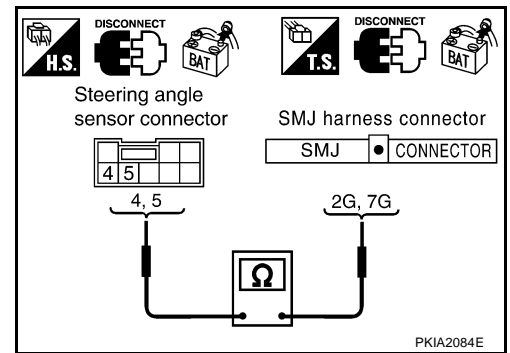 DISCONNECT
H.S.
BAT
DISCONNECT
T.S.
BAT
Steering angle
sensor connector
SMJ harness connector
SMJ CONNECTOR
4 5
4, 5
2G, 7G
Ω
PKIA2084E